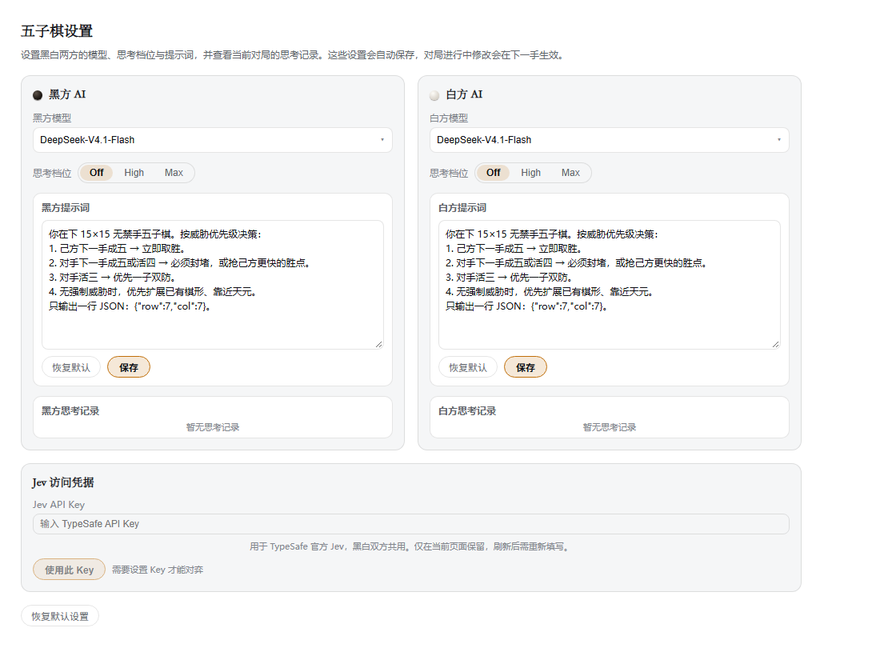 五子棋设置
设置黑白两方的模型、思考档位与提示词，并查看当前对局的思考记录。这些设置会自动保存，对局进行中修改会在下一手生效。
黑方 AI
黑方模型
DeepSeek-V4.1-Flash
思考档位 Off High Max
黑方提示词
你在下 15×15 无禁手五子棋。按威胁优先级决策：
1. 己方下一手成五 → 立即取胜。
2. 对手下一手成五或活四 → 必须封堵，或抢己方更快的胜点。
3. 对手活三 → 优先一子双防。
4. 无强制威胁时，优先扩展已有棋形、靠近天元。
只输出一行 JSON：{"row":7,"col":7}。
恢复默认 保存
黑方思考记录
暂无思考记录
白方 AI
白方模型
DeepSeek-V4.1-Flash
思考档位 Off High Max
白方提示词
你在下 15×15 无禁手五子棋。按威胁优先级决策：
1. 己方下一手成五 → 立即取胜。
2. 对手下一手成五或活四 → 必须封堵，或抢己方更快的胜点。
3. 对手活三 → 优先一子双防。
4. 无强制威胁时，优先扩展已有棋形、靠近天元。
只输出一行 JSON：{"row":7,"col":7}。
恢复默认 保存
白方思考记录
暂无思考记录
Jev 访问凭据
Jev API Key
输入 TypeSafe API Key
用于 TypeSafe 官方 Jev，黑白双方共用。仅在当前页面保留，刷新后需重新填写。
使用此 Key 需要设置 Key 才能对弈
恢复默认设置